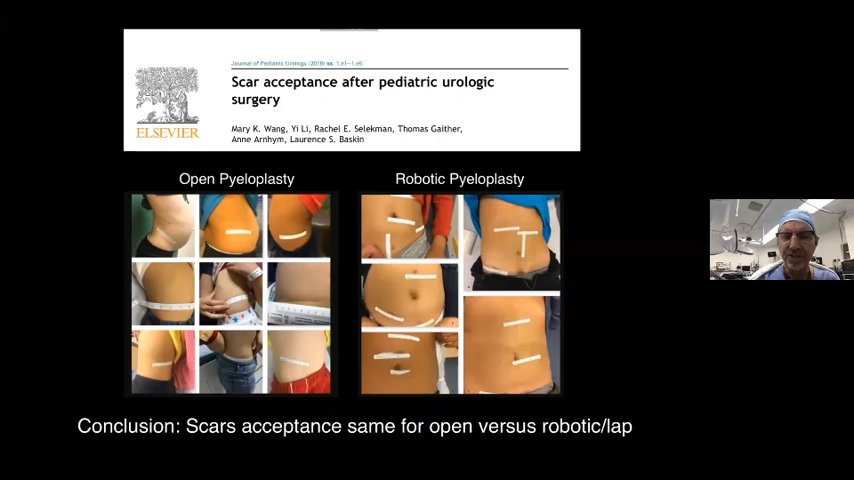 Journal of Pediatric Urology (2018) xx, 1.e1-1.e6
Scar acceptance after pediatric urologic
surgery
ELSEVIER
Mary K. Wang, Yi Li, Rachel E. Selekman, Thomas Gaither,
Anne Arnhym, Laurence S. Baskin
Open Pyeloplasty
Robotic Pyeloplasty
Conclusion: Scars acceptance same for open versus robotic/lap